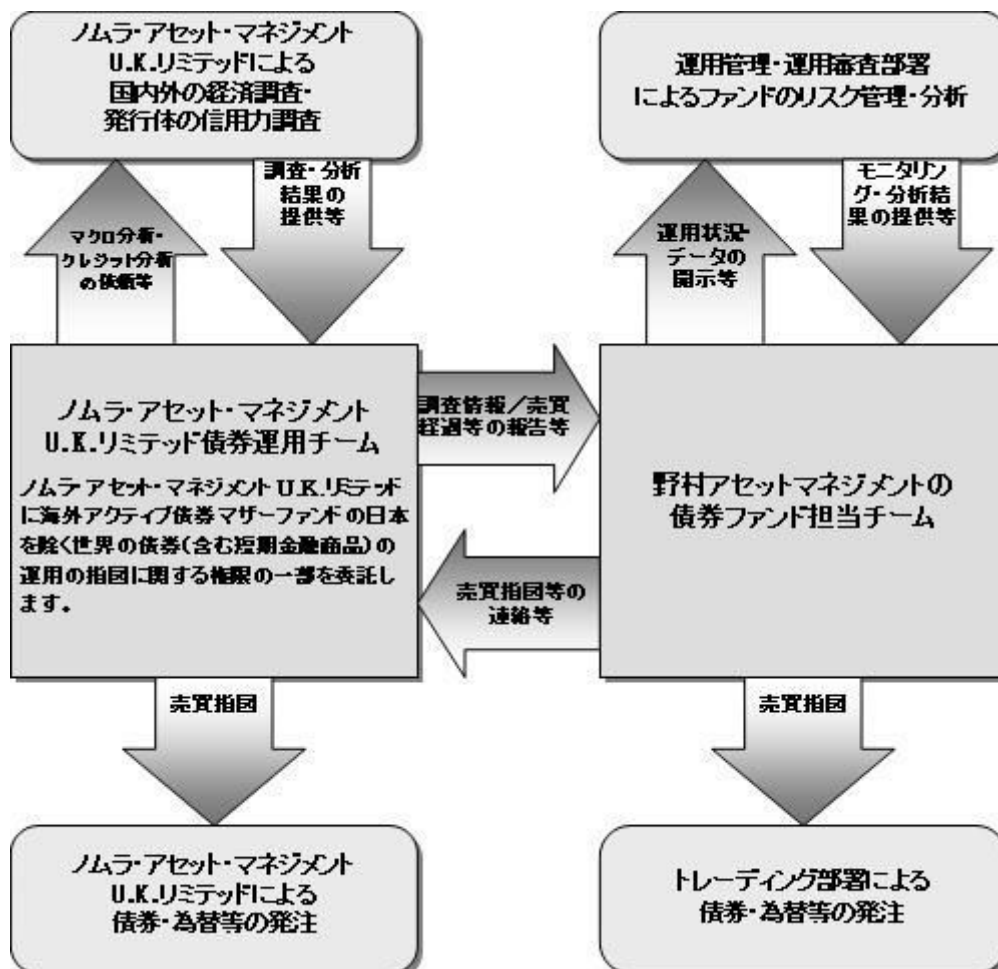 ノムラ・アセット・マネジメント
U.K.リミテッドによる
国内外の経済調査・
発行体の信用力調査
運用管理・運用審査部署
によるファンドのリスク管理・分析
マクロ分析・
クレジット分析
の依頼等
調査・分析
結果の
提供等
運用状況・
データの
開示等
モニタリン
グ・分析結
果の提供等
ノムラ・アセット・マネジメント
U.K.リミテッド債券運用チーム
ノムラ・アセット・マネジメントU.K.リミテッド
に海外アクティブ債券マザーファンドの日本
を除く世界の債券(含む短期金融商品)の
運用の指図に関する権限の一部を委託し
ます。
調査情報/売買
経過等の報告等
売買指図等の
連絡等
野村アセットマネジメントの
債券ファンド担当チーム
売買指図
売買指図
ノムラ・アセット・マネジメント
U.K.リミテッドによる
債券・為替等の発注
トレーディング部署による
債券・為替等の発注